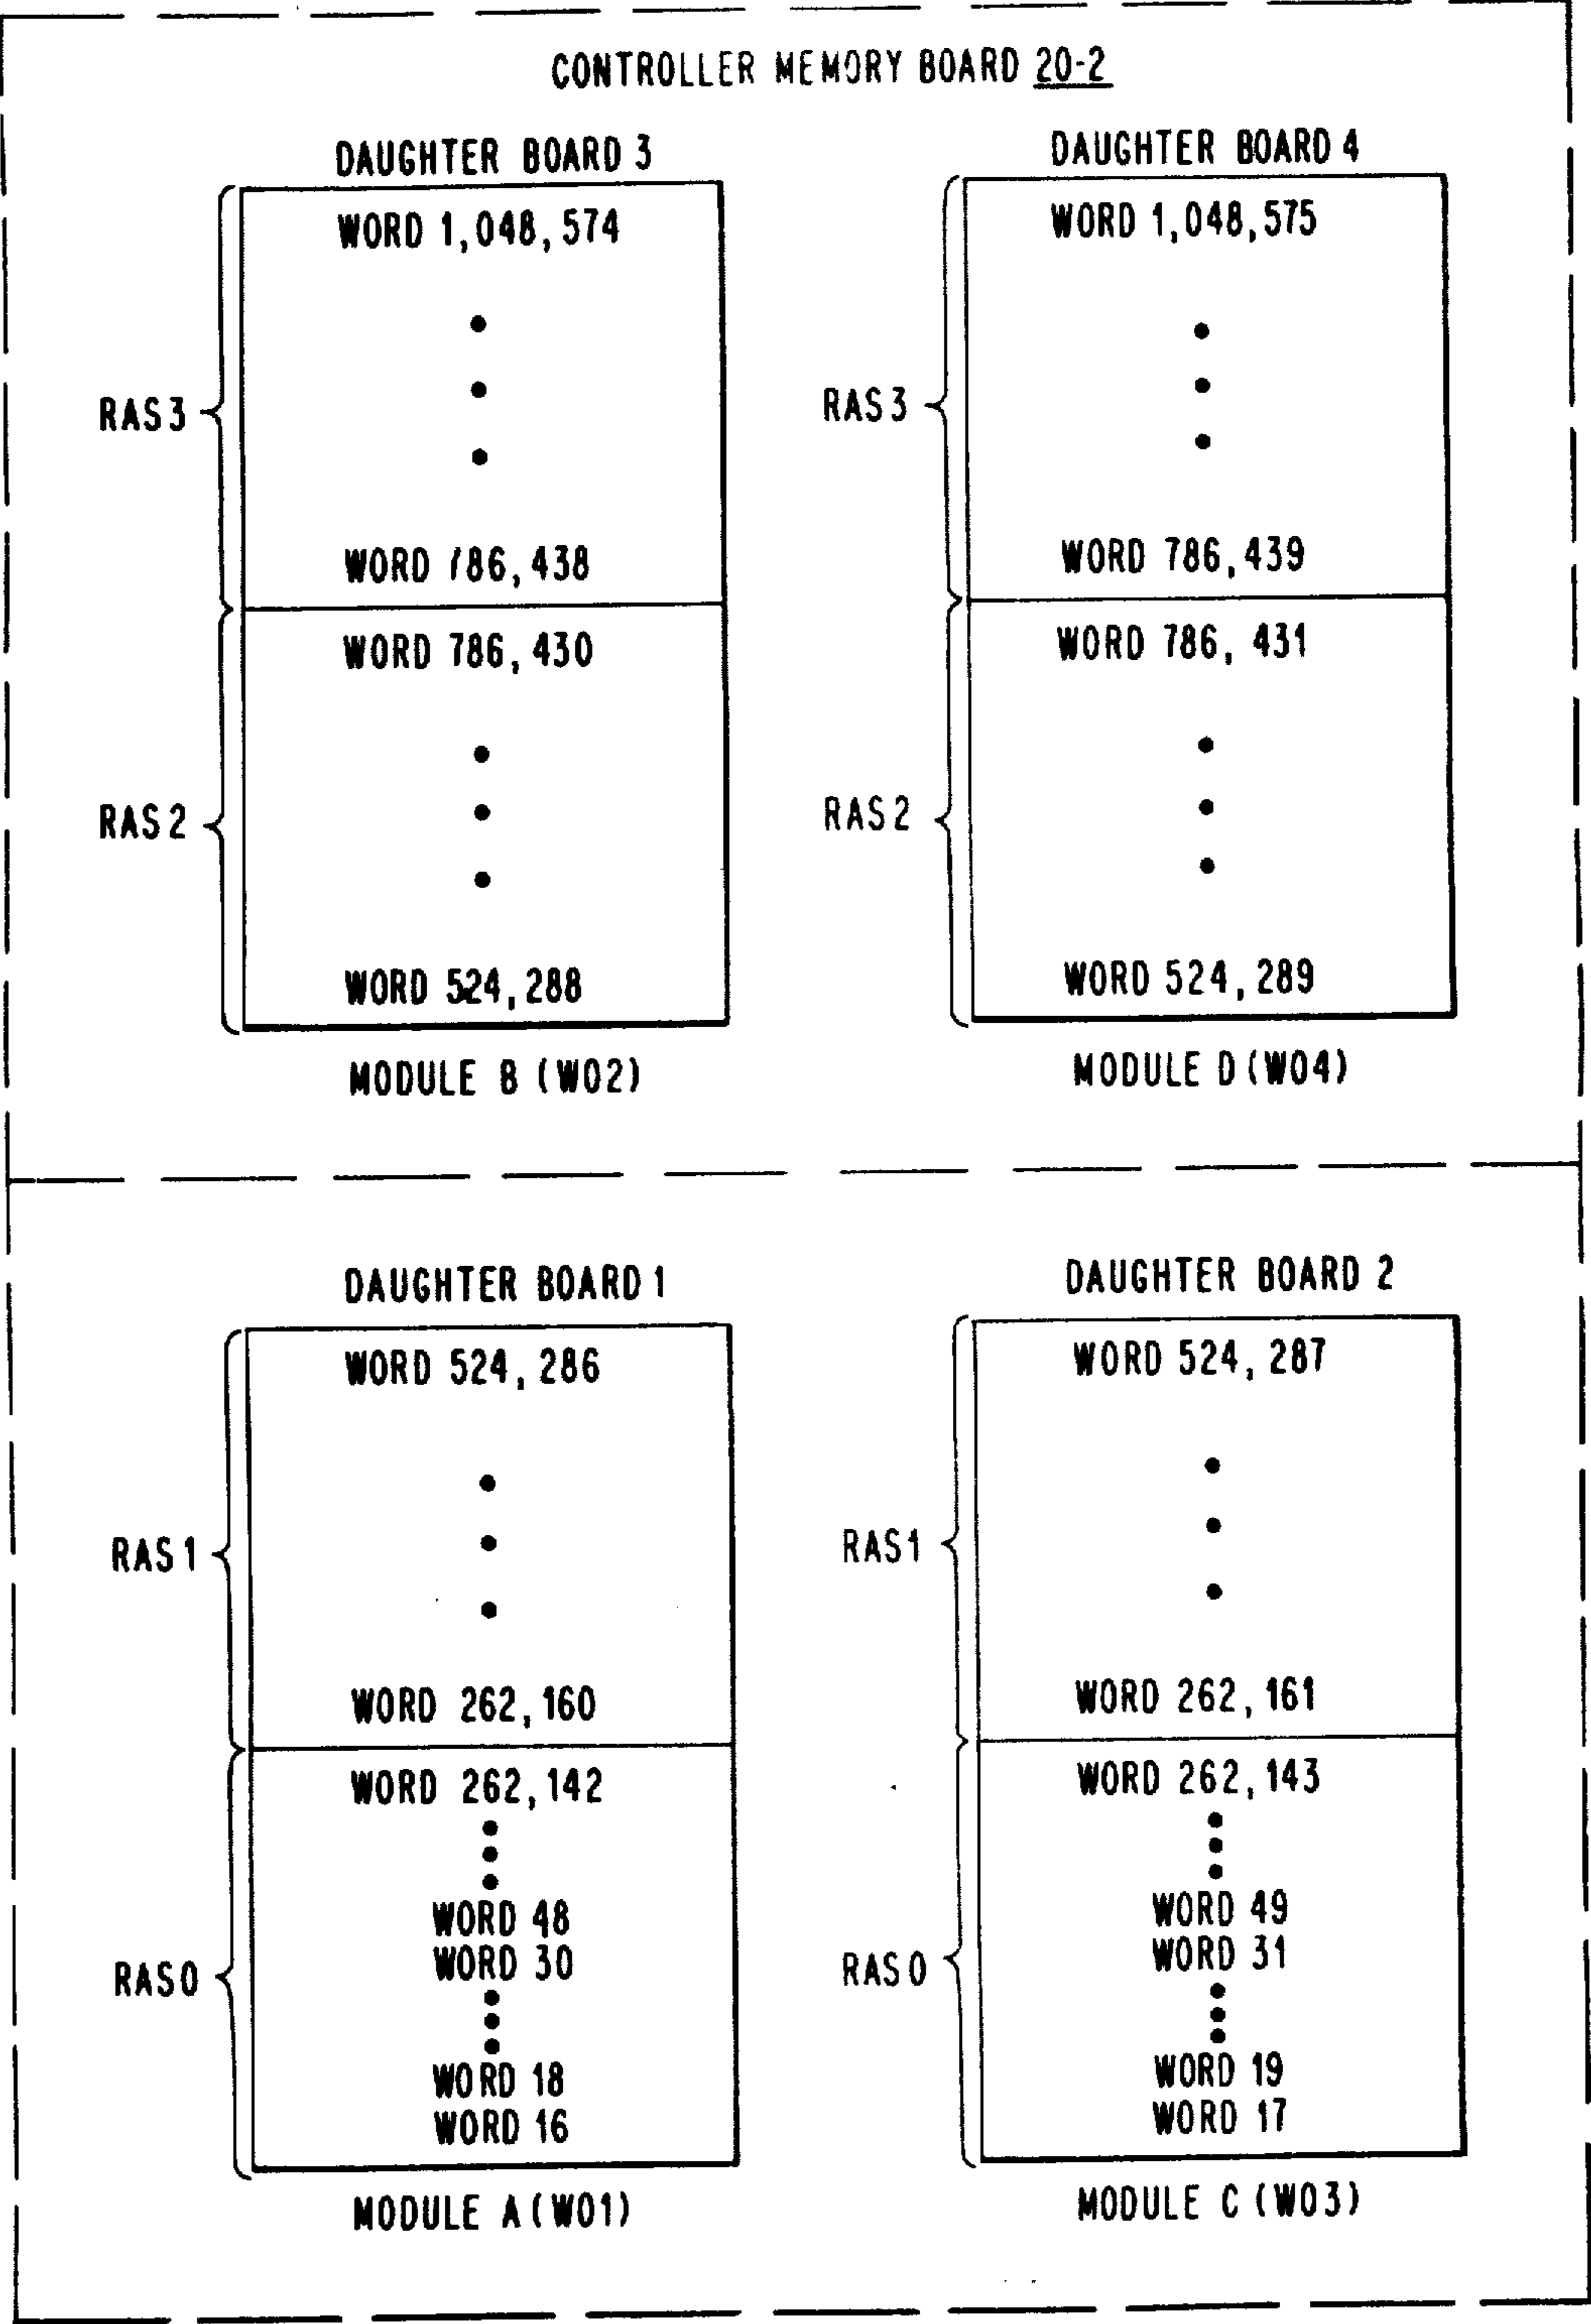 CONTROLLER MEMORY BOARD 20-2
DAUGHTER BOARD 3
WORD 1,048,574
RAS3
WORD 786,438
WORD 786,430
RAS2
WORD 524,288
MODULE B (W02)
DAUGHTER BOARD 4
WORD 1,048,575
RAS3
WORD 786,439
WORD 786,431
RAS2
WORD 524,289
MODULE D (W04)
DAUGHTER BOARD 1
WORD 524,286
RAS1
WORD 262,160
WORD 262,142
WORD 48
WORD 30
RAS0
WORD 18
WORD 16
MODULE A (W01)
DAUGHTER BOARD 2
WORD 524,287
RAS1
WORD 262,161
WORD 262,143
WORD 49
WORD 31
RAS0
WORD 19
WORD 17
MODULE C (W03)